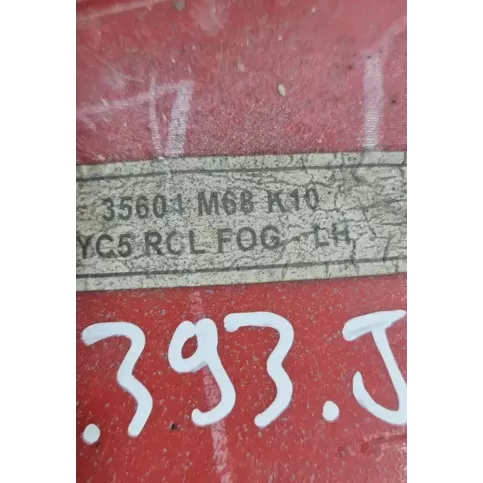 35601 M68 K10
YC5 RCL FOG - LH
.393.J